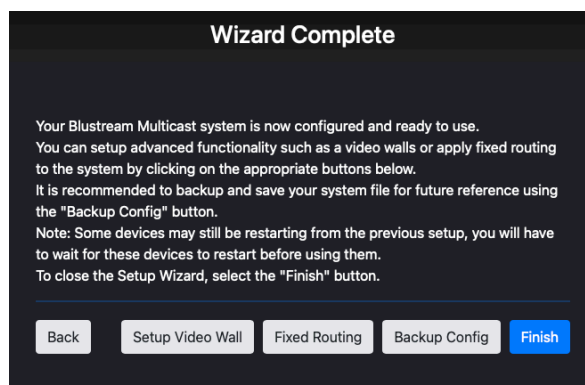 Wizard Complete
Your Blustream Multicast system is now configured and ready to use.
You can setup advanced functionality such as a video walls or apply fixed routing
to the system by clicking on the appropriate buttons below.
It is recommended to backup and save your system file for future reference using
the "Backup Config" button.
Note: Some devices may still be restarting from the previous setup, you will have
to wait for these devices to restart before using them.
To close the Setup Wizard, select the "Finish" button.
Back Setup Video Wall Fixed Routing Backup Config Finish